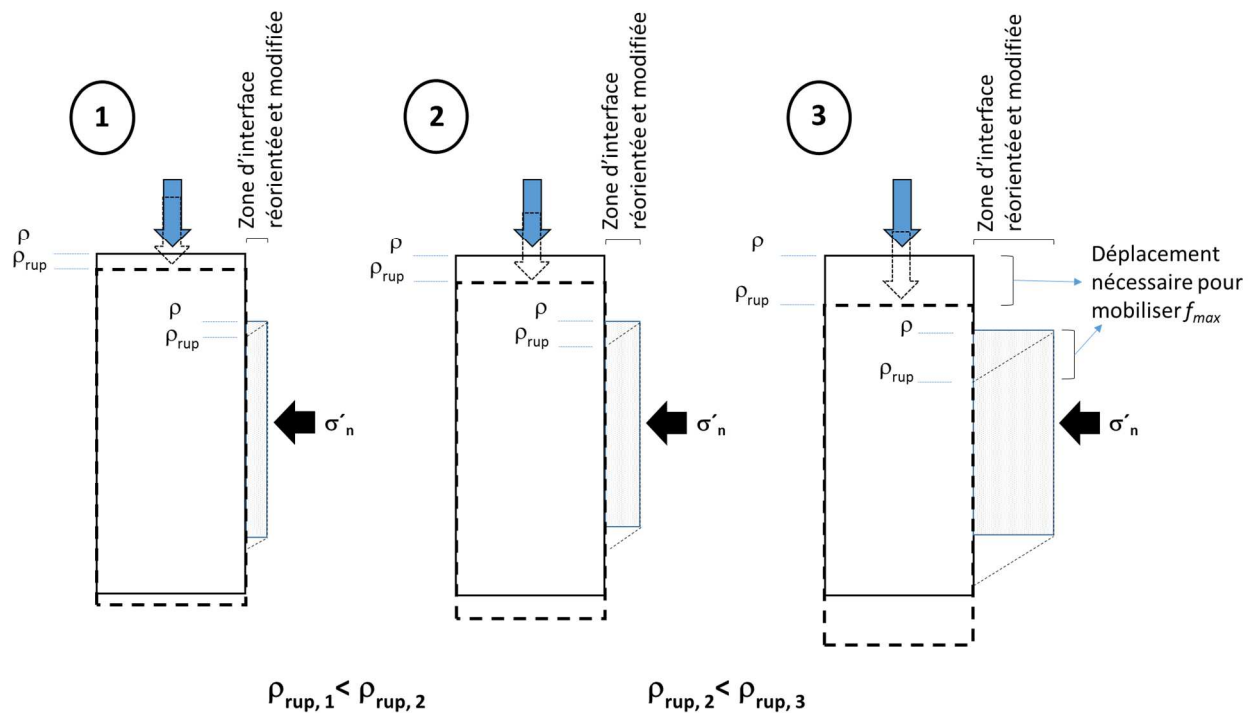 1
Zone d'interface
réorientée et modifiée
ρ
ρrup
ρ
ρrup
σ´n
2
Zone d'interface
réorientée et modifiée
ρ
ρrup
ρ
ρrup
σ´n
3
Zone d'interface
réorientée et modifiée
ρ
ρrup
ρ
ρrup
Déplacement
nécessaire pour
mobiliser fmax
σ´n
ρrup, 1< ρrup, 2
ρrup, 2< ρrup, 3